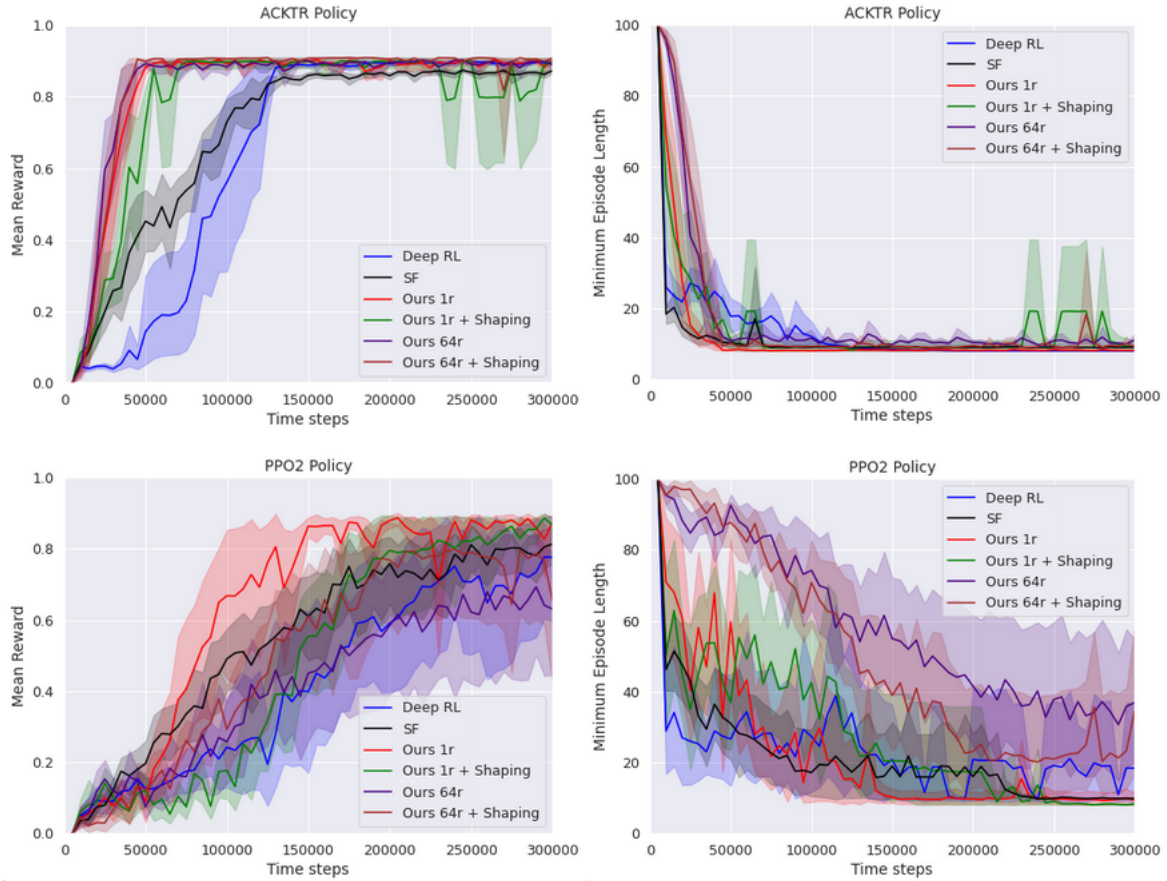 ACKTR Policy
1.0
0.8
0.6
0.4
0.2
0.0
Mean Reward
0 50000 100000 150000 200000 250000 300000
Time steps
Deep RL
SF
Ours 1r
Ours 1r + Shaping
Ours 64r
Ours 64r + Shaping
ACKTR Policy
100
80
60
40
20
0
Minimum Episode Length
0 50000 100000 150000 200000 250000 300000
Time steps
Deep RL
SF
Ours 1r
Ours 1r + Shaping
Ours 64r
Ours 64r + Shaping
PPO2 Policy
1.0
0.8
0.6
0.4
0.2
0.0
Mean Reward
0 50000 100000 150000 200000 250000 300000
Time steps
Deep RL
SF
Ours 1r
Ours 1r + Shaping
Ours 64r
Ours 64r + Shaping
PPO2 Policy
100
80
60
40
20
0
Minimum Episode Length
0 50000 100000 150000 200000 250000 300000
Time steps
Deep RL
SF
Ours 1r
Ours 1r + Shaping
Ours 64r
Ours 64r + Shaping